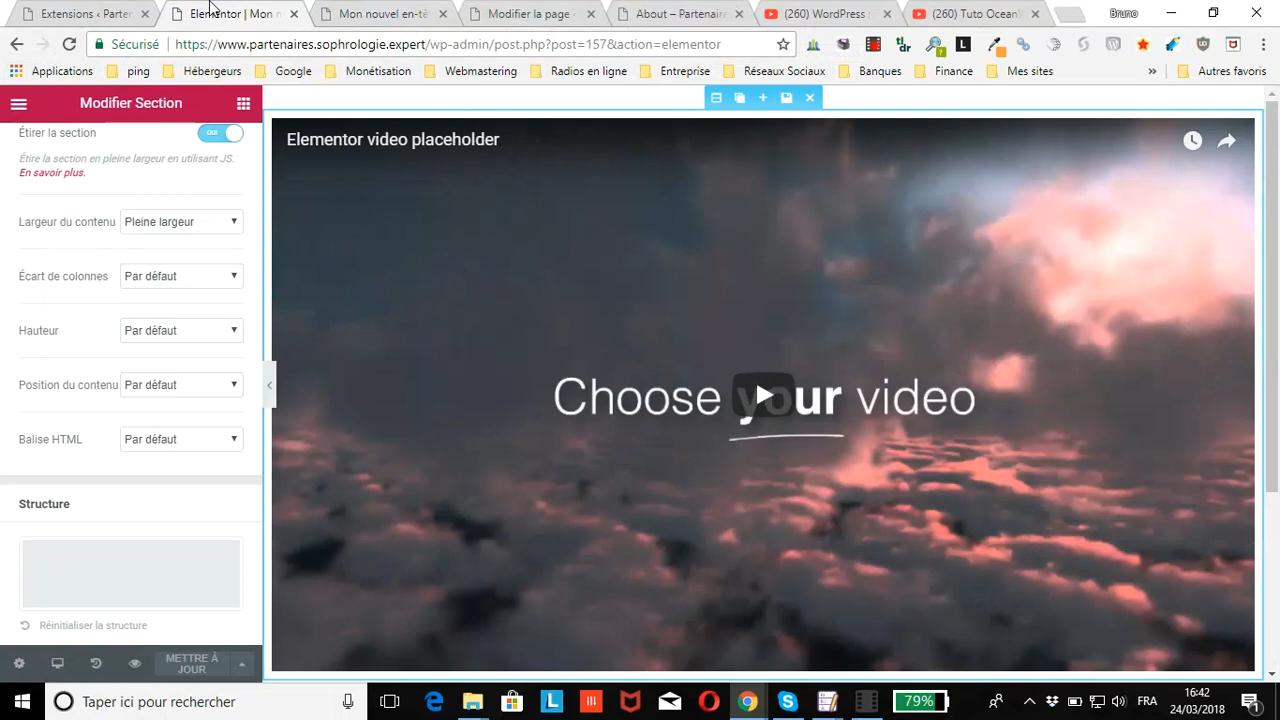 Extensions ‹ Parten
Elementor | Mon n
Mon nouvel en-tê
Modifier la page ‹
About – Partenaire
(260) WordPress
(260) Tuto Ocean
Bruno
Sécurisé
https://www.partenaires.sophrologie.expert/wp-admin/post.php?post=157&action=elementor
Applications
ping
Hébergeurs
Google
Monétisation
Webmastering
Radios en ligne
Entreprise
Réseaux Sociaux
Banques
Finance
Mes sites
»
Autres favoris
Modifier Section
Étirer la section
OUI
Étire la section en pleine largeur en utilisant JS.
En savoir plus.
Largeur du contenu
Pleine largeur
Écart de colonnes
Par défaut
Hauteur
Par défaut
Position du contenu
Par défaut
Balise HTML
Par défaut
Structure
Réinitialiser la structure
METTRE À
JOUR
Elementor video placeholder
Choose your video
Taper ici pour rechercher
79%
FRA
16:42
24/03/2018